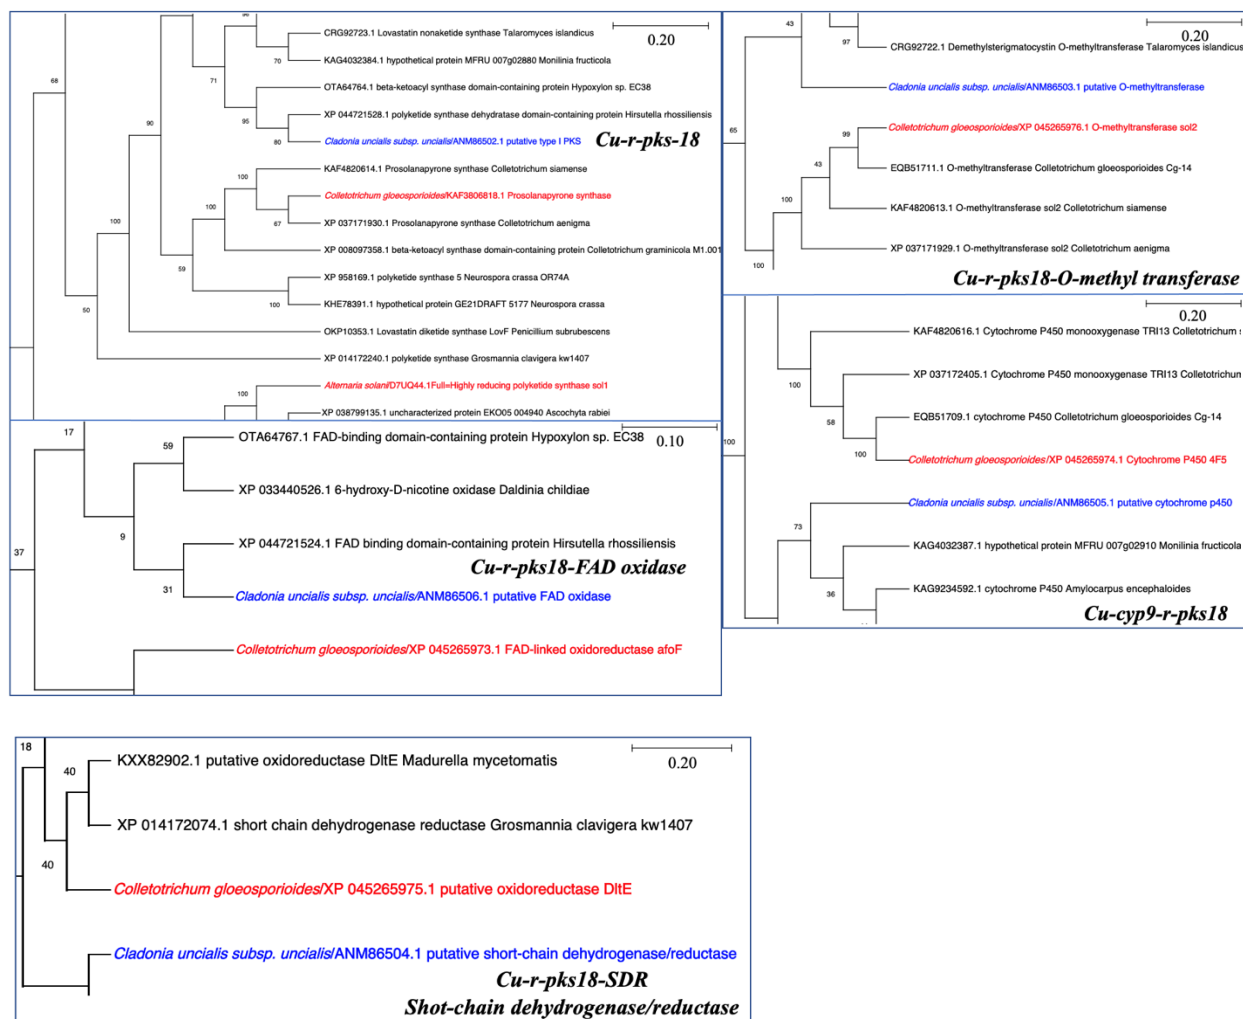 90
0.20
CRG92723.1 Lovastatin nonaketide synthase Talaromyces islandicus
68
70
KAG4032384.1 hypothetical protein MFRU 007g02880 Monilinia fructicola
71
OTA64764.1 beta-ketoacyl synthase domain-containing protein Hypoxylon sp. EC38
90
95
XP 044721528.1 polyketide synthase dehydratase domain-containing protein Hirsutella rhossiliensis
80
Cladonia uncialis subsp. uncialis/ANM86502.1 putative type I PKS
Cu-r-pks-18
KAF4820614.1 Prosolanapyrone synthase Colletotrichum siamense
100
100
Colletotrichum gloeosporioides/KAF3806818.1 Prosolanapyrone synthase
67
XP 037171930.1 Prosolanapyrone synthase Colletotrichum aenigma
100
100
XP 008097358.1 beta-ketoacyl synthase domain-containing protein Colletotrichum graminicola M1.001
59
XP 958169.1 polyketide synthase 5 Neurospora crassa OR74A
100
KHE78391.1 hypothetical protein GE21DRAFT 5177 Neurospora crassa
50
OKP10353.1 Lovastatin diketide synthase LovF Penicillium subrubescens
XP 014172240.1 polyketide synthase Grosmannia clavigera kw1407
Alternaria solani/D7UQ44.1Full=Highly reducing polyketide synthase sol1
100
XP 038799135.1 uncharacterized protein EKO05 004940 Ascochyta rabiei
43
0.20
97
CRG92722.1 Demethylsterigmatocystin O-methyltransferase Talaromyces islandicus
Cladonia uncialis subsp. uncialis/ANM86503.1 putative O-methyltransferase
65
Colletotrichum gloeosporioides/XP 045265976.1 O-methyltransferase sol2
99
43
EQB51711.1 O-methyltransferase Colletotrichum gloeosporioides Cg-14
100
KAF4820613.1 O-methyltransferase sol2 Colletotrichum siamense
XP 037171929.1 O-methyltransferase sol2 Colletotrichum aenigma
100
Cu-r-pks18-O-methyl transferase
0.20
KAF4820616.1 Cytochrome P450 monooxygenase TRI13 Colletotrichum s
100
XP 037172405.1 Cytochrome P450 monooxygenase TRI13 Colletotrichum
58
EQB51709.1 cytochrome P450 Colletotrichum gloeosporioides Cg-14
100
100
Colletotrichum gloeosporioides/XP 045265974.1 Cytochrome P450 4F5
Cladonia uncialis subsp. uncialis/ANM86505.1 putative cytochrome p450
73
KAG4032387.1 hypothetical protein MFRU 007g02910 Monilinia fructicola
36
KAG9234592.1 cytochrome P450 Amylocarpus encephaloides
Cu-cyp9-r-pks18
17
0.10
59
OTA64767.1 FAD-binding domain-containing protein Hypoxylon sp. EC38
XP 033440526.1 6-hydroxy-D-nicotine oxidase Daldinia childiae
9
XP 044721524.1 FAD binding domain-containing protein Hirsutella rhossiliensis
37
Cu-r-pks18-FAD oxidase
31
Cladonia uncialis subsp. uncialis/ANM86506.1 putative FAD oxidase
Colletotrichum gloeosporioides/XP 045265973.1 FAD-linked oxidoreductase afoF
18
0.20
40
KXX82902.1 putative oxidoreductase DltE Madurella mycetomatis
XP 014172074.1 short chain dehydrogenase reductase Grosmannia clavigera kw1407
40
Colletotrichum gloeosporioides/XP 045265975.1 putative oxidoreductase DltE
Cladonia uncialis subsp. uncialis/ANM86504.1 putative short-chain dehydrogenase/reductase
Cu-r-pks18-SDR
Shot-chain dehydrogenase/reductase